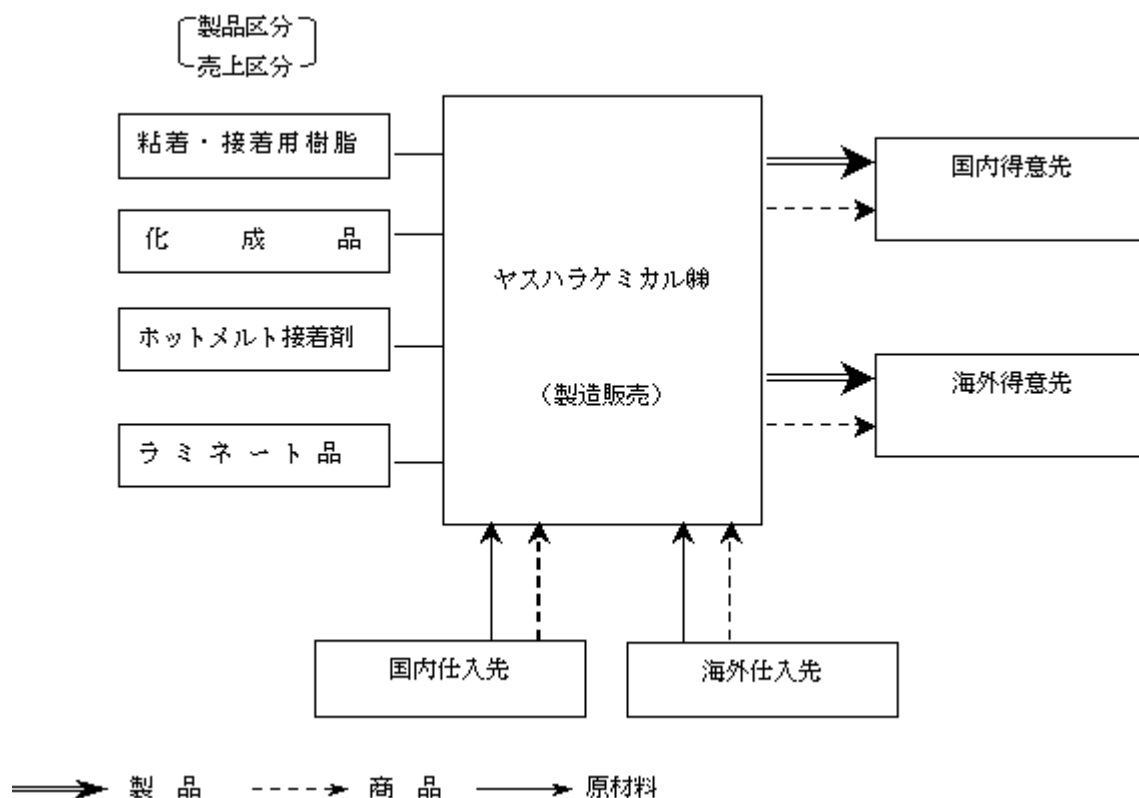 製品区分
売上区分
粘着・接着用樹脂
化成品
ホットメルト接着剤
ラミネート品
ヤスハラケミカル㈱
（製造販売）
国内得意先
海外得意先
国内仕入先
海外仕入先
製品 商品 原材料